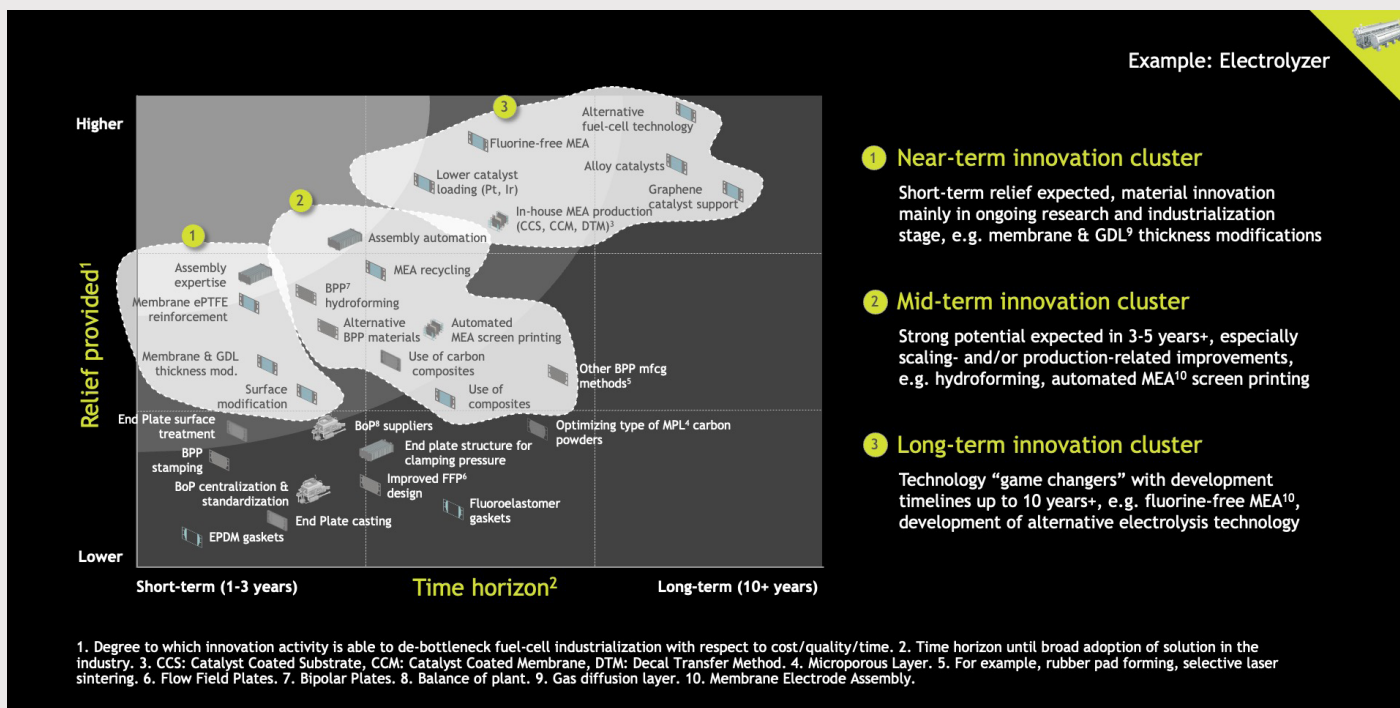 Example: Electrolyzer
Higher
Relief provided¹
Lower
3
Alternative
fuel-cell technology
Fluorine-free MEA
Alloy catalysts
Lower catalyst
loading (Pt, Ir)
Graphene
catalyst support
In-house MEA production
(CCS, CCM, DTM)³
2
Assembly automation
MEA recycling
BPP⁷
hydroforming
Alternative
BPP materials
Automated
MEA screen printing
Use of carbon
composites
Use of
composites
1
Assembly
expertise
Membrane ePTFE
reinforcement
Membrane & GDL
thickness mod.
Surface
modification
Other BPP mfcg
methods⁵
End Plate surface
treatment
BoP⁸ suppliers
Optimizing type of MPL⁴ carbon
powders
BPP
stamping
End plate structure for
clamping pressure
BoP centralization &
standardization
Improved FFP⁶
design
Fluoroelastomer
gaskets
End Plate casting
EPDM gaskets
Short-term (1-3 years)
Time horizon²
Long-term (10+ years)
1 Near-term innovation cluster
Short-term relief expected, material innovation
mainly in ongoing research and industrialization
stage, e.g. membrane & GDL⁹ thickness modifications
2 Mid-term innovation cluster
Strong potential expected in 3-5 years+, especially
scaling- and/or production-related improvements,
e.g. hydroforming, automated MEA¹⁰ screen printing
3 Long-term innovation cluster
Technology “game changers” with development
timelines up to 10 years+, e.g. fluorine-free MEA¹⁰,
development of alternative electrolysis technology
1. Degree to which innovation activity is able to de-bottleneck fuel-cell industrialization with respect to cost/quality/time. 2. Time horizon until broad adoption of solution in the
industry. 3. CCS: Catalyst Coated Substrate, CCM: Catalyst Coated Membrane, DTM: Decal Transfer Method. 4. Microporous Layer. 5. For example, rubber pad forming, selective laser
sintering. 6. Flow Field Plates. 7. Bipolar Plates. 8. Balance of plant. 9. Gas diffusion layer. 10. Membrane Electrode Assembly.